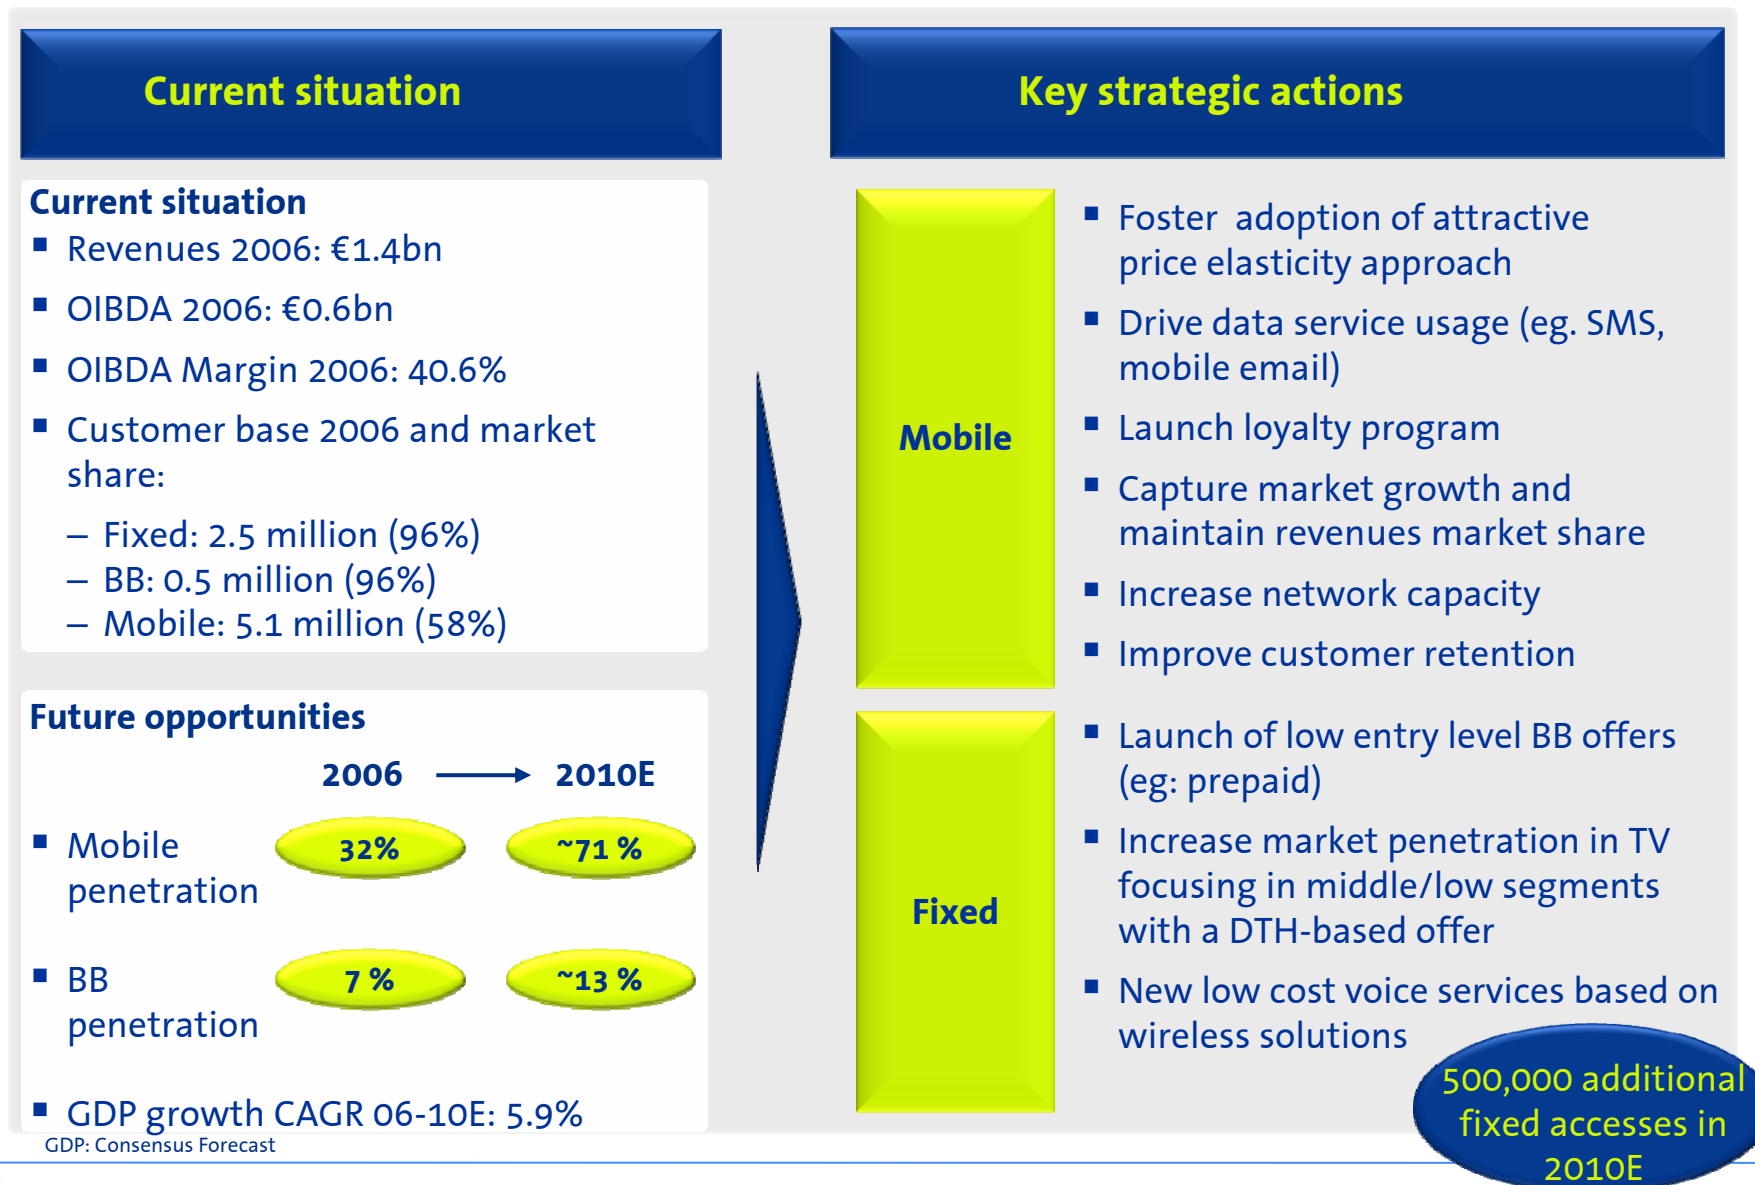 Current situation
Current situation
▪ Revenues 2006: €1.4bn
▪ OIBDA 2006: €0.6bn
▪ OIBDA Margin 2006: 40.6%
▪ Customer base 2006 and market
share:
– Fixed: 2.5 million (96%)
– BB: 0.5 million (96%)
– Mobile: 5.1 million (58%)
Future opportunities
2006 2010E
▪ Mobile
penetration
32% ~71 %
▪ BB
penetration
7 % ~13 %
▪ GDP growth CAGR 06-10E: 5.9%
GDP: Consensus Forecast
Key strategic actions
Mobile
▪ Foster adoption of attractive
price elasticity approach
▪ Drive data service usage (eg. SMS,
mobile email)
▪ Launch loyalty program
▪ Capture market growth and
maintain revenues market share
▪ Increase network capacity
▪ Improve customer retention
Fixed
▪ Launch of low entry level BB offers
(eg: prepaid)
▪ Increase market penetration in TV
focusing in middle/low segments
with a DTH-based offer
▪ New low cost voice services based on
wireless solutions
500,000 additional
fixed accesses in
2010E